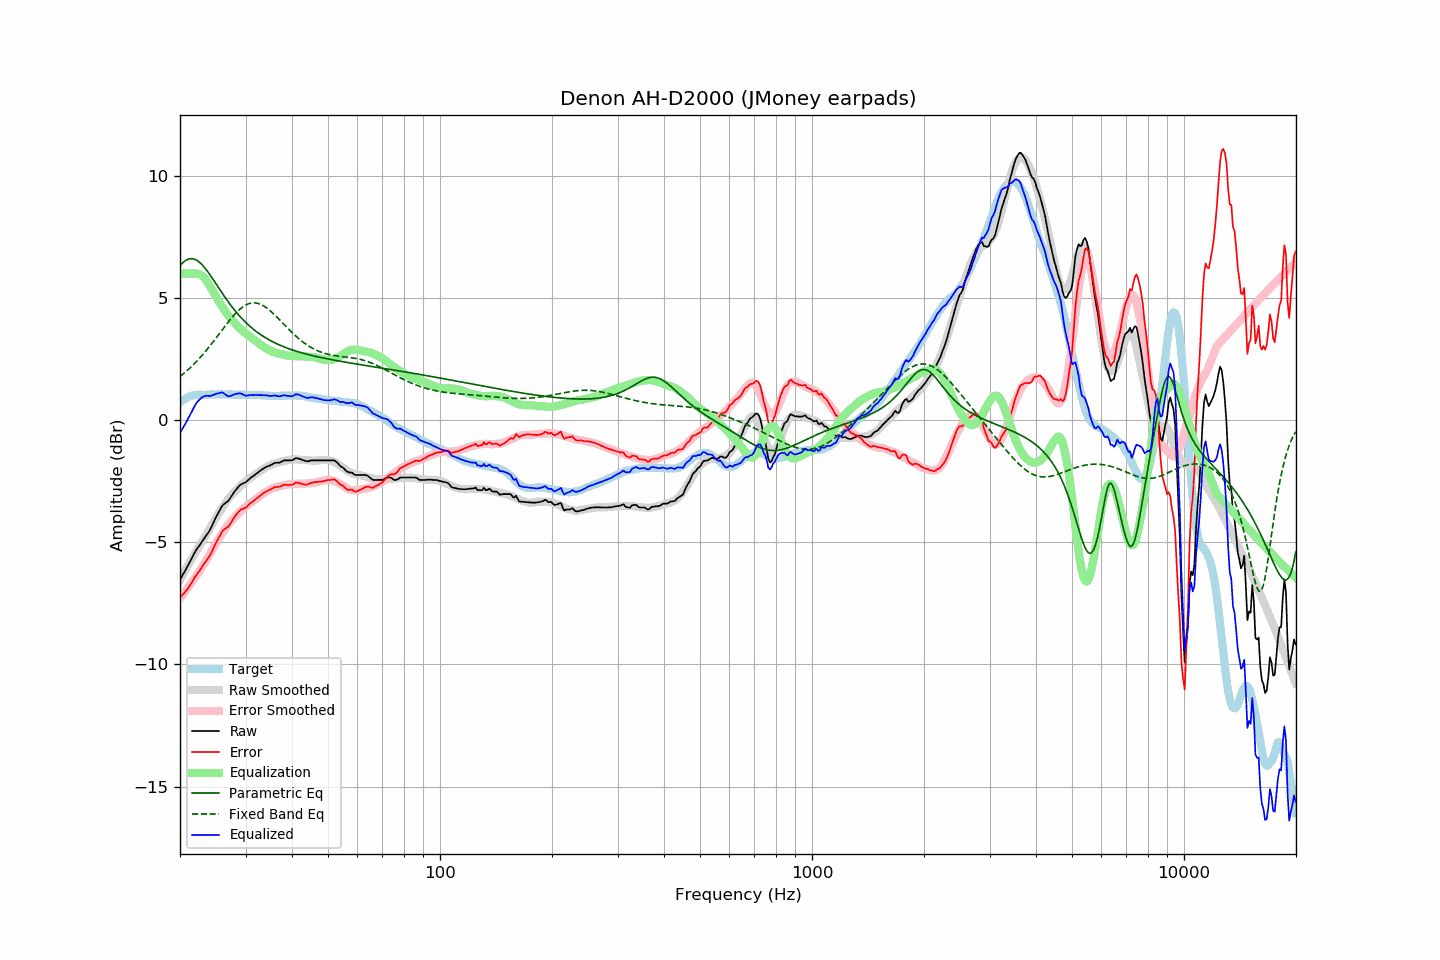 Denon AH-D2000 (JMoney earpads)
Amplitude (dBr)
10
5
0
−5
−10
−15
Target
Raw Smoothed
Error Smoothed
Raw
Error
Equalization
Parametric Eq
Fixed Band Eq
Equalized
100
1000
10000
Frequency (Hz)